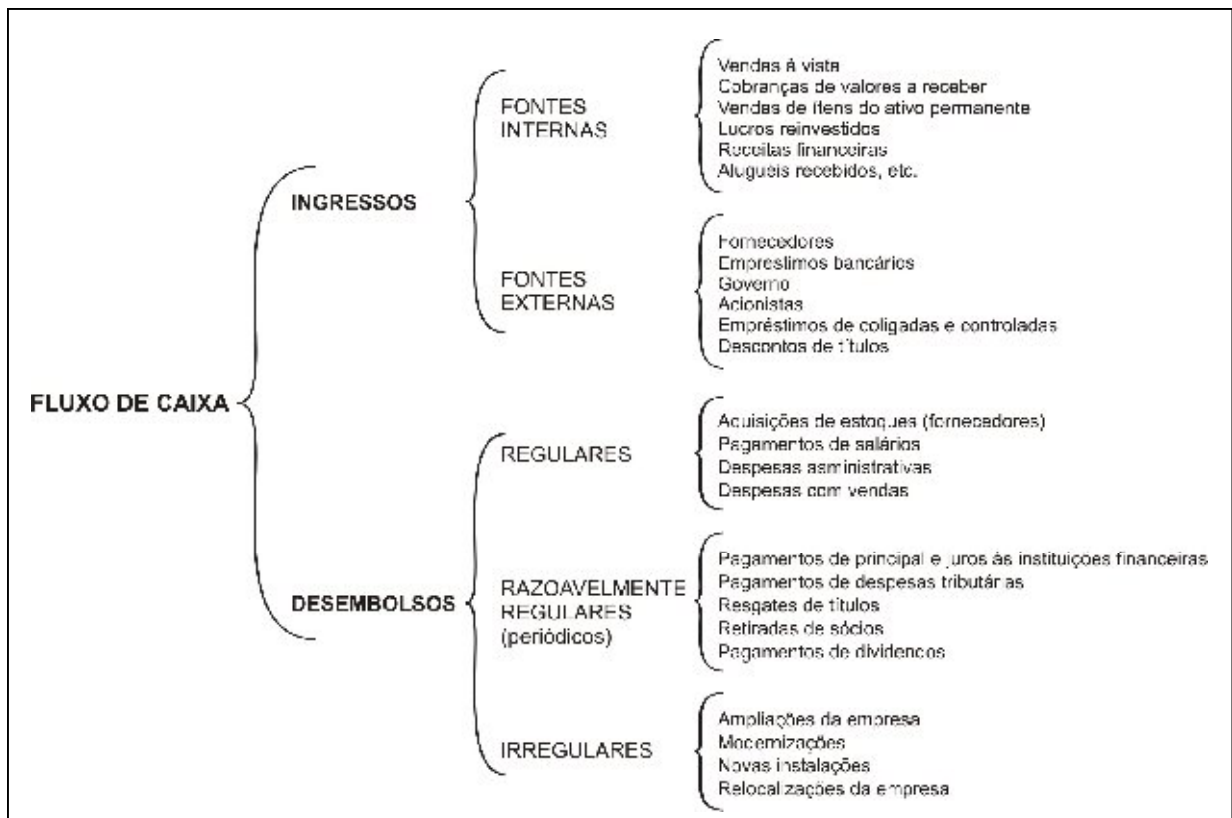 FLUXO DE CAIXA
INGRESSOS
FONTES
INTERNAS
Vendas à vista
Cobranças de valores a receber
Vendas de ítens do ativo permanente
Lucros reinvestidos
Receitas financeiras
Alugueis recebidos, etc.
FONTES
EXTERNAS
Fornecedores
Empréstimos bancários
Governo
Acionistas
Empréstimos de coligadas e controladas
Descontos de títulos
DESEMBOLSOS
REGULARES
Aquisições de estoques (fornecedores)
Pagamentos de salários
Despesas asministrativas
Despesas com vendas
RAZOAVELMENTE
REGULARES
(periódicos)
Pagamentos de principal e juros às instituições financeiras
Pagamentos de despesas tributárias
Resgates de títulos
Retiradas de sócios
Pagamentos de dividendos
IRREGULARES
Ampliações da empresa
Modernizações
Novas instalações
Relocalizações da empresa